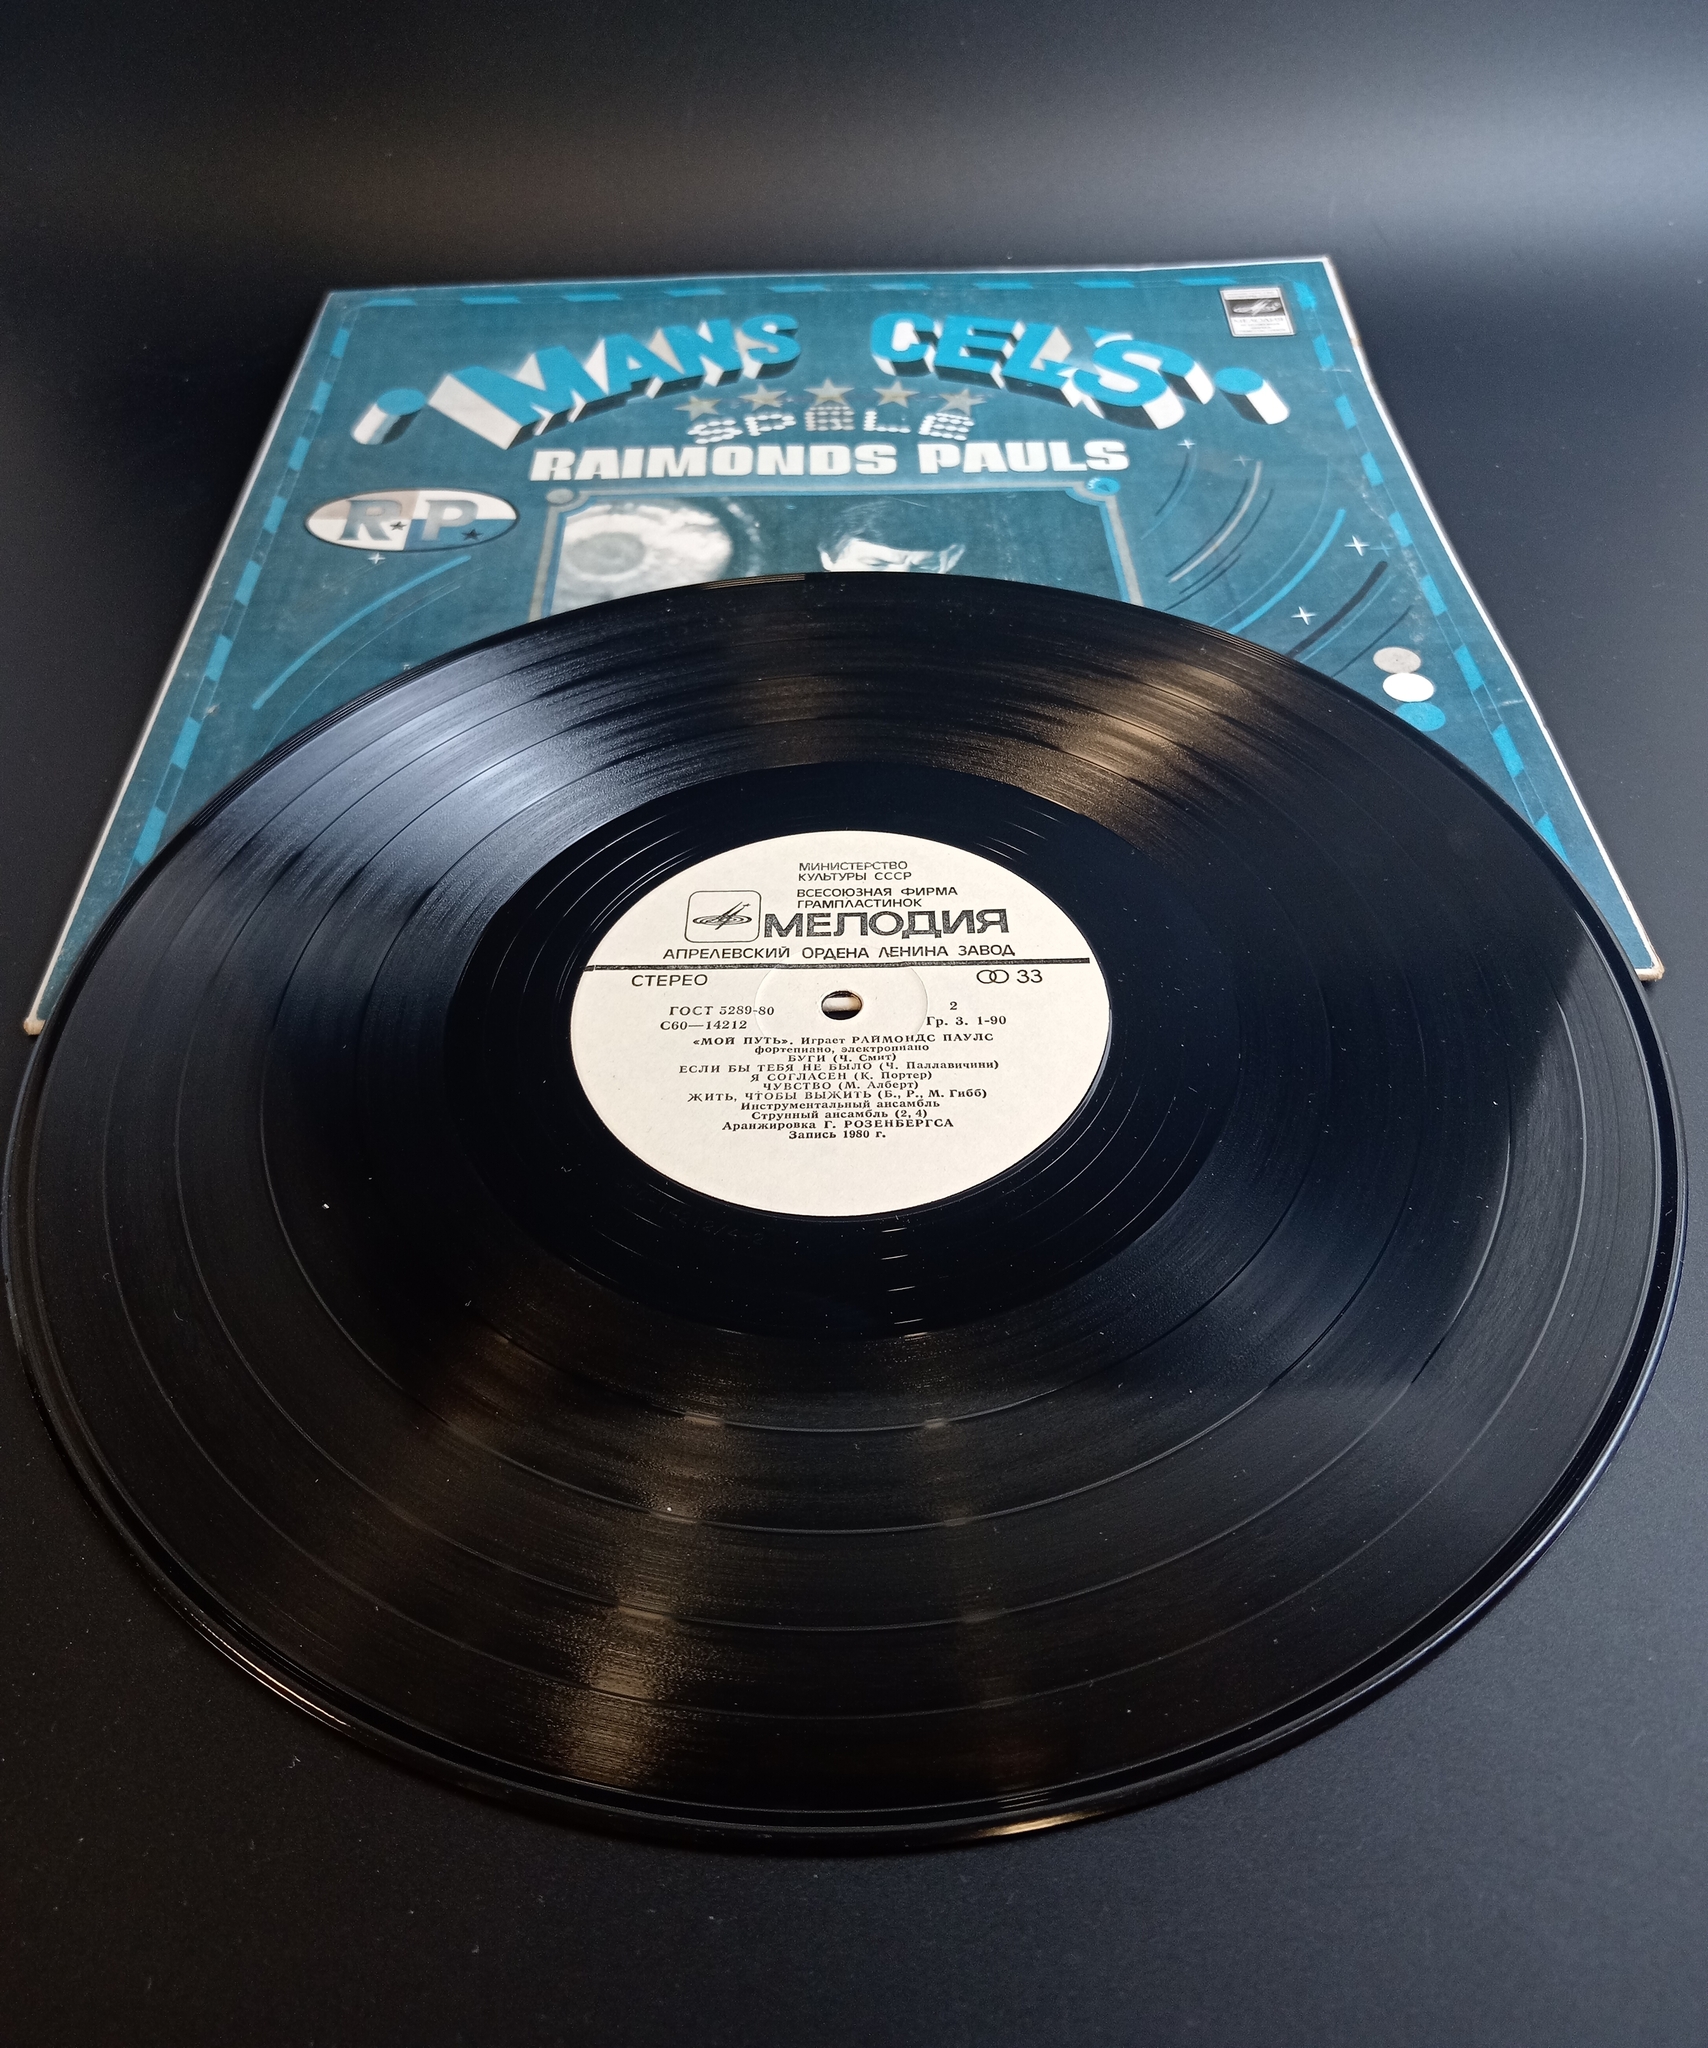 MANS CEĻŠ
SPĒLĒ
RAIMONDS PAULS
R.P.
МИНИСТЕРСТВО
КУЛЬТУРЫ СССР
ВСЕСОЮЗНАЯ ФИРМА
ГРАМПЛАСТИНОК
МЕЛОДИЯ
АПРЕЛЕВСКИЙ ОРДЕНА ЛЕНИНА ЗАВОД
СТЕРЕО 33
ГОСТ 5289-80 2
С60—14212 Гр. 3. 1-90
«МОЙ ПУТЬ». Играет РАЙМОНДС ПАУЛС
фортепиано, электропиано
БУГИ (Ч. Смит)
ЕСЛИ БЫ ТЕБЯ НЕ БЫЛО (Ч. Паллавичини)
Я СОГЛАСЕН (К. Портер)
ЧУВСТВО (М. Алберт)
ЖИТЬ, ЧТОБЫ ВЫЖИТЬ (Б., Р., М. Гибб)
Инструментальный ансамбль
Струнный ансамбль (2, 4)
Аранжировка Г. РОЗЕНБЕРГСА
Запись 1980 г.